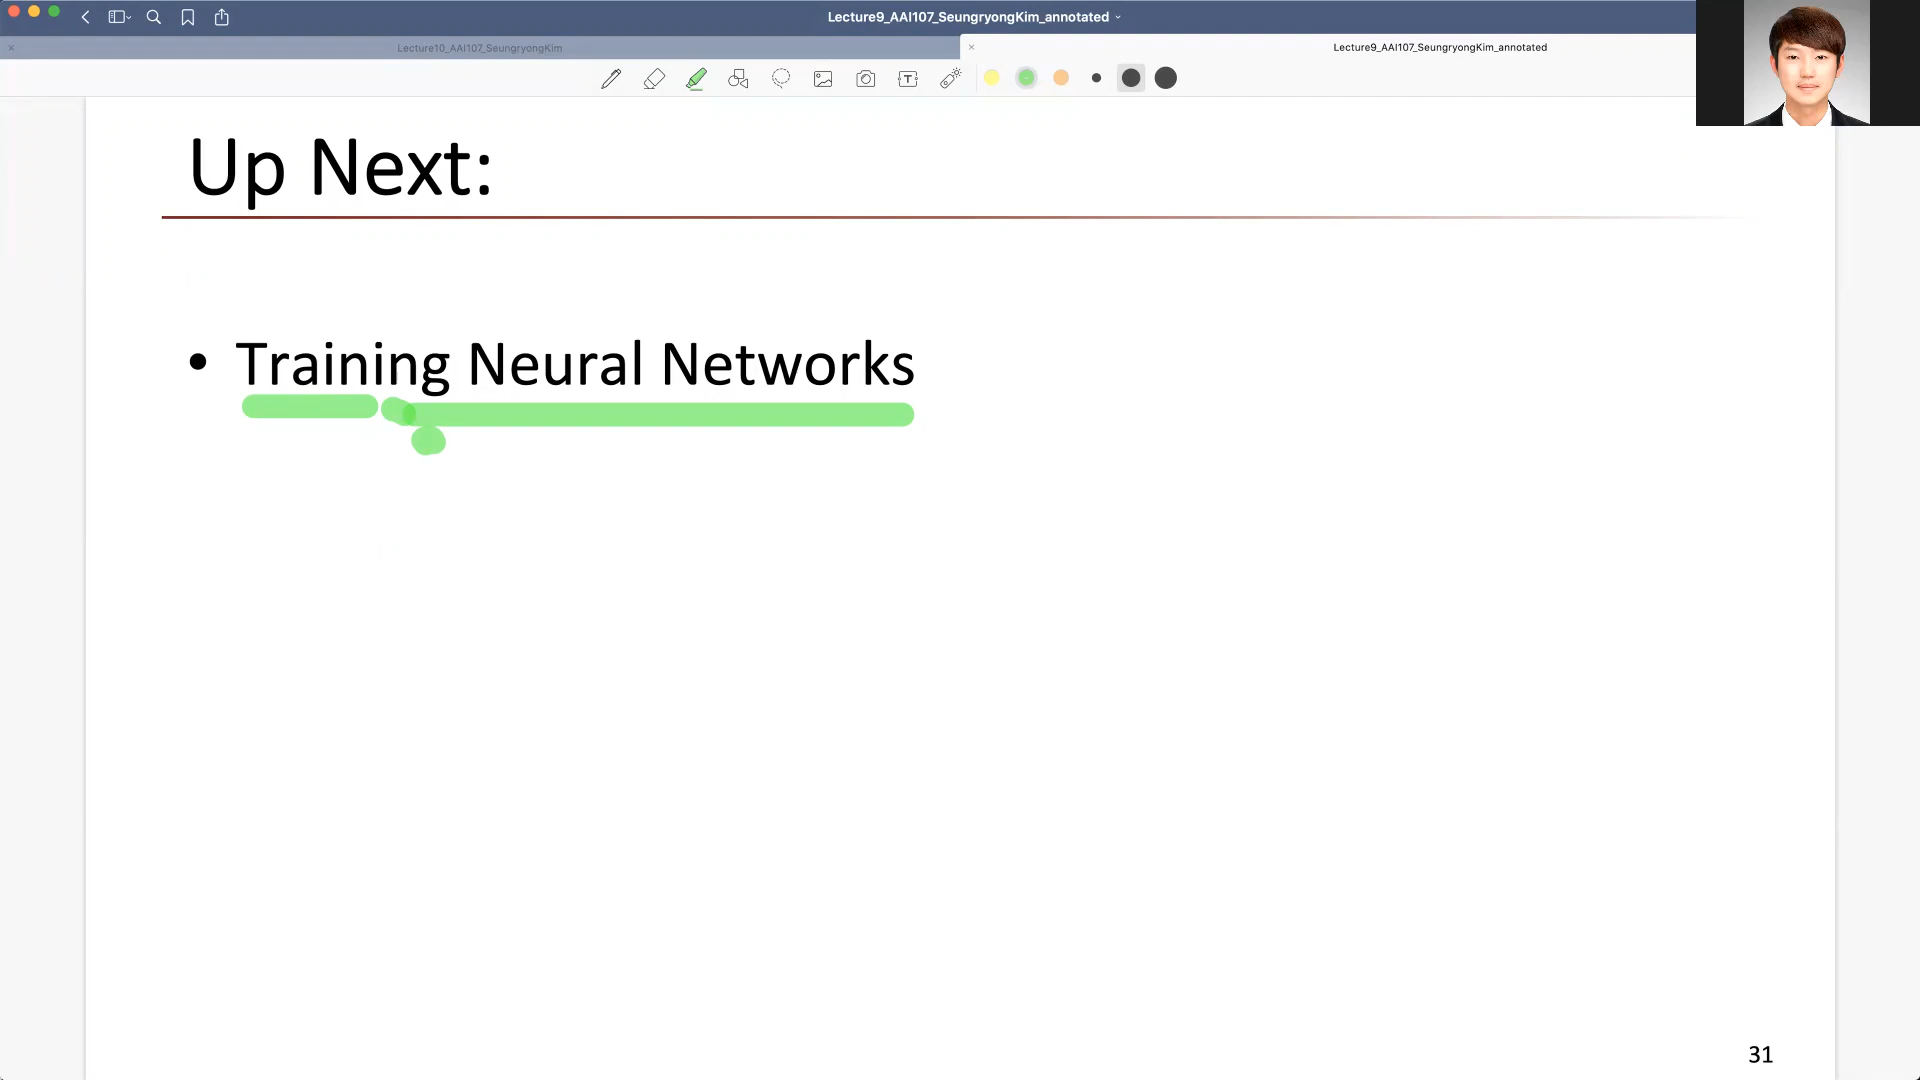 Lecture9_AAI107_SeungryongKim_annotated
Lecture10_AAI107_SeungryongKim
Lecture9_AAI107_SeungryongKim_annotated
Up Next:
• Training Neural Networks
31